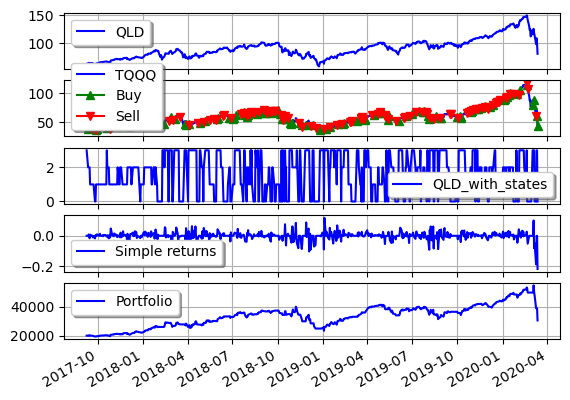 150
QLD
100
TQQQ
100
Buy
50
Sell
2
QLD_with_states
0
0.0
Simple returns
−0.2
Portfolio
40000
20000
2017-10 2018-01 2018-04 2018-07 2018-10 2019-01 2019-04 2019-07 2019-10 2020-01 2020-04